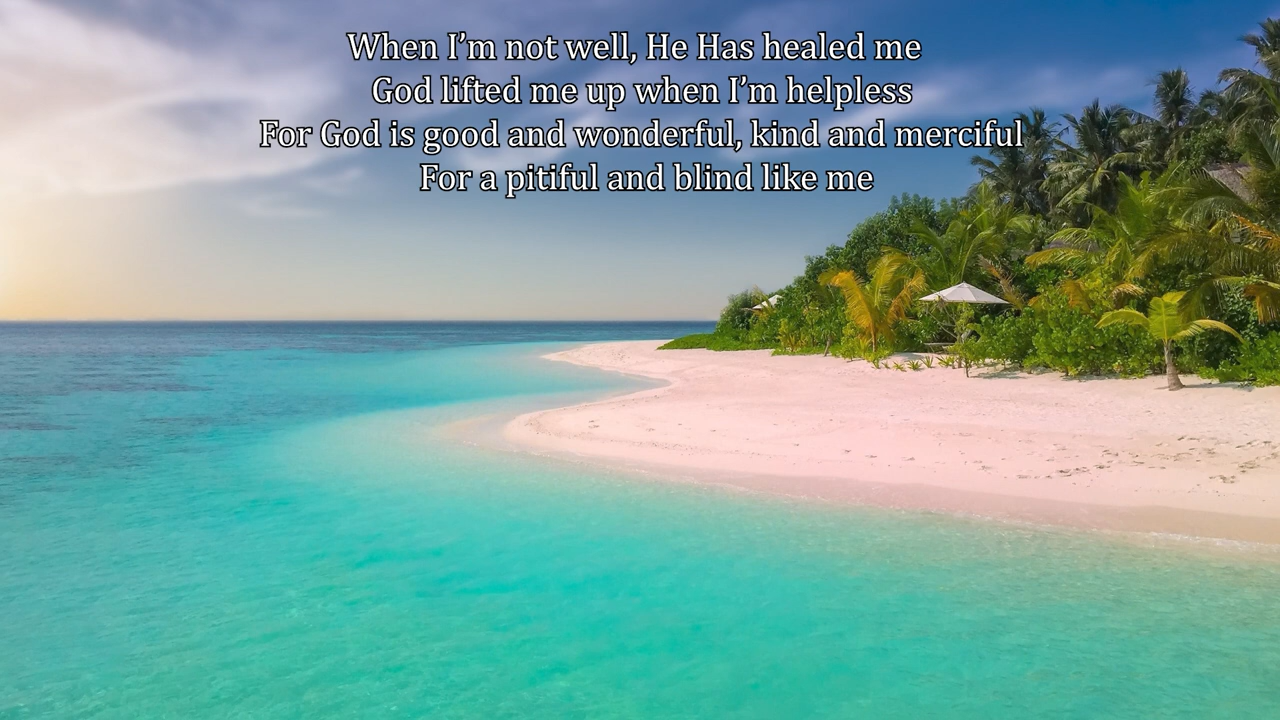 When I’m not well, He Has healed me
God lifted me up when I’m helpless
For God is good and wonderful, kind and merciful
For a pitiful and blind like me